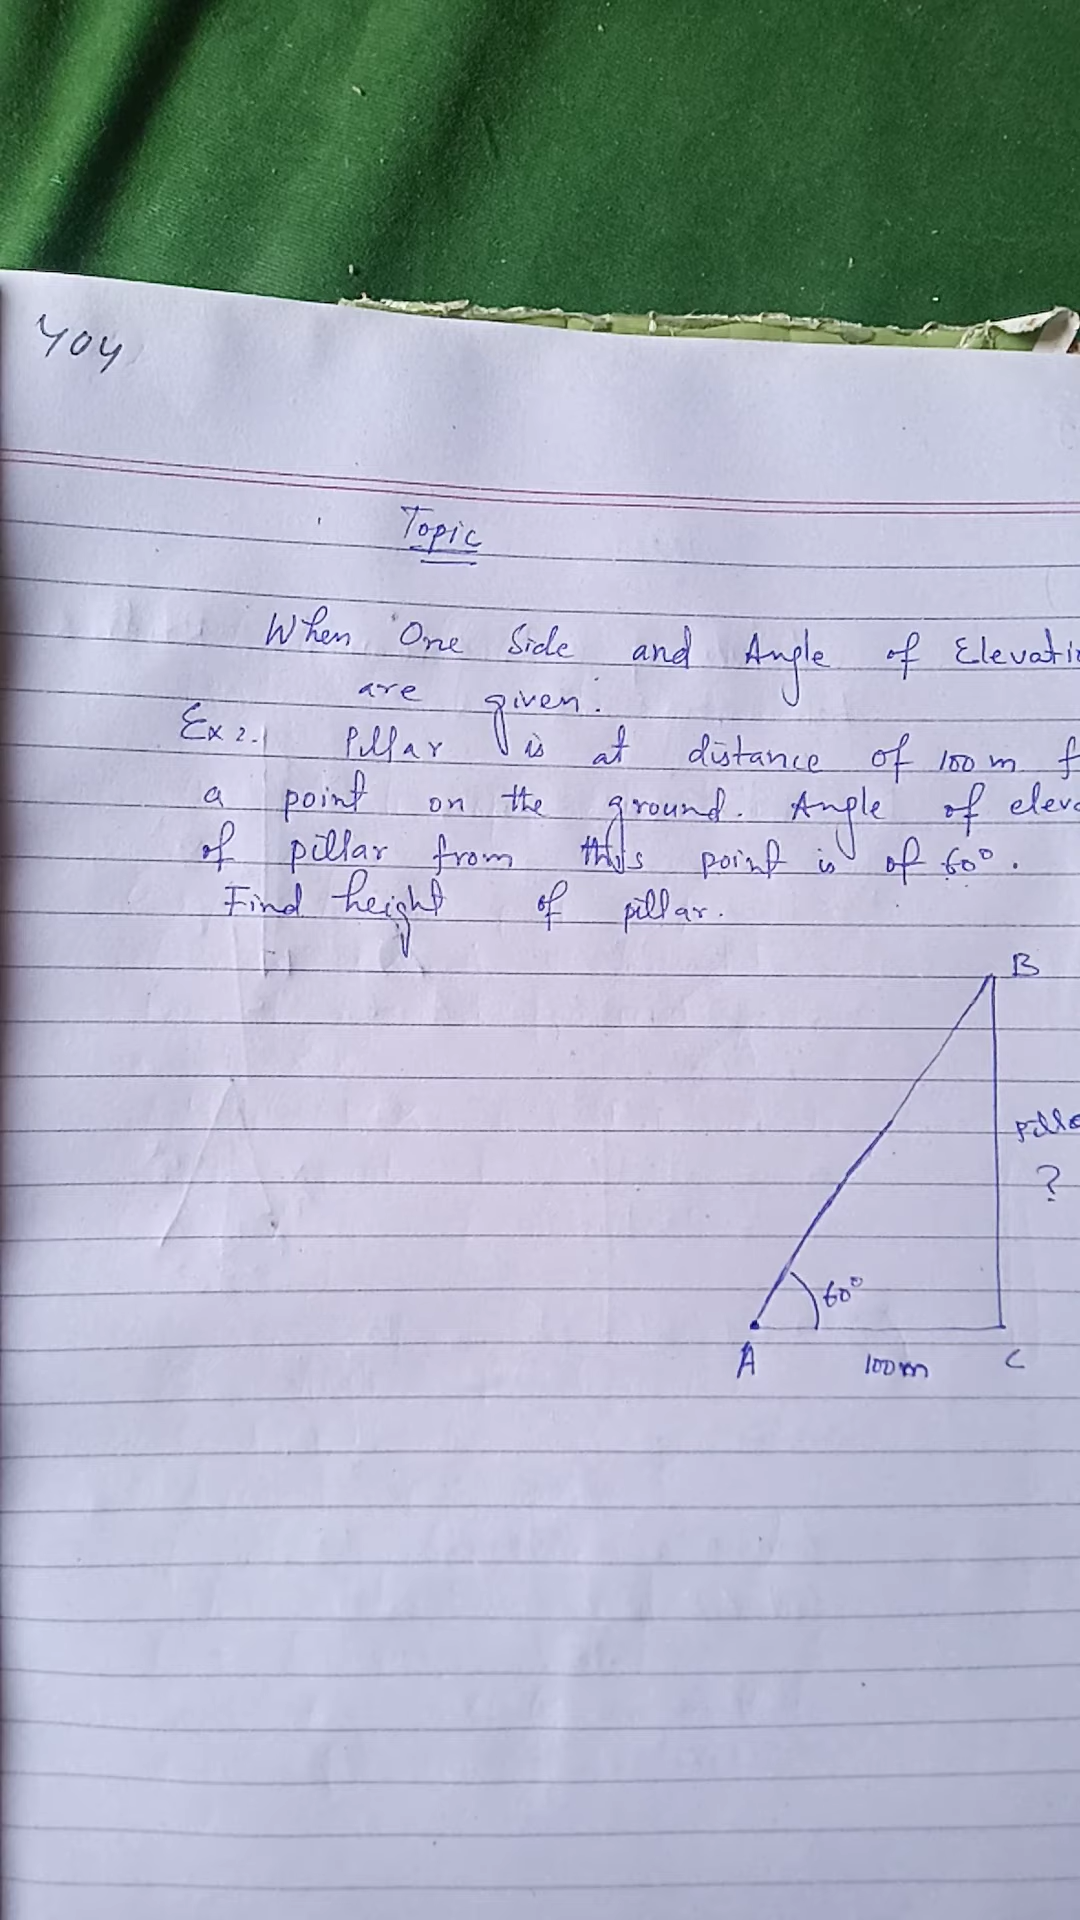 404
Topic
When One Side and Angle of Elevati
are given.
Ex 2. Pillar is at distance of 100 m f
a point on the ground. Angle of eleva
of pillar from this point is of 60°.
Find height of pillar.
B
pilla
?
60°
A 100m C